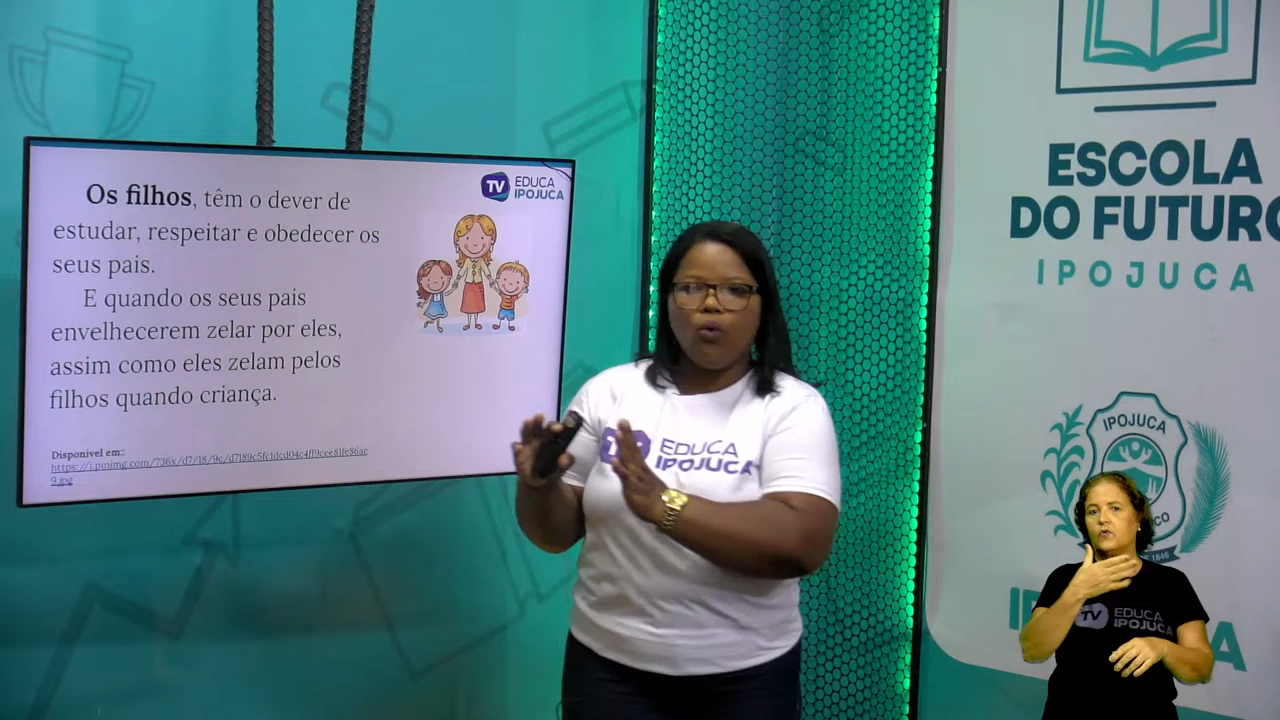 Os filhos, têm o dever de
estudar, respeitar e obedecer os
seus pais.
E quando os seus pais
envelhecerem zelar por eles,
assim como eles zelam pelos
filhos quando criança.
Disponível em::
TV EDUCA
IPOJUCA
EDUCA
IPOJUCA
ESCOLA
DO FUTURO
IPOJUCA
IPOJUCA
TV EDUCA
IPOJUCA